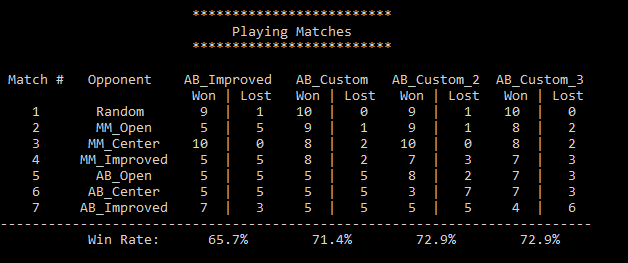 *************************
Playing Matches
*************************
Match # Opponent AB_Improved AB_Custom AB_Custom_2 AB_Custom_3
Won | Lost Won | Lost Won | Lost Won | Lost
1 Random 9 | 1 10 | 0 9 | 1 10 | 0
2 MM_Open 5 | 5 9 | 1 9 | 1 8 | 2
3 MM_Center 10 | 0 8 | 2 10 | 0 8 | 2
4 MM_Improved 5 | 5 8 | 2 7 | 3 7 | 3
5 AB_Open 5 | 5 5 | 5 8 | 2 7 | 3
6 AB_Center 5 | 5 5 | 5 3 | 7 7 | 3
7 AB_Improved 7 | 3 5 | 5 5 | 5 4 | 6
--------------------------------------------------------------------------
Win Rate: 65.7% 71.4% 72.9% 72.9%